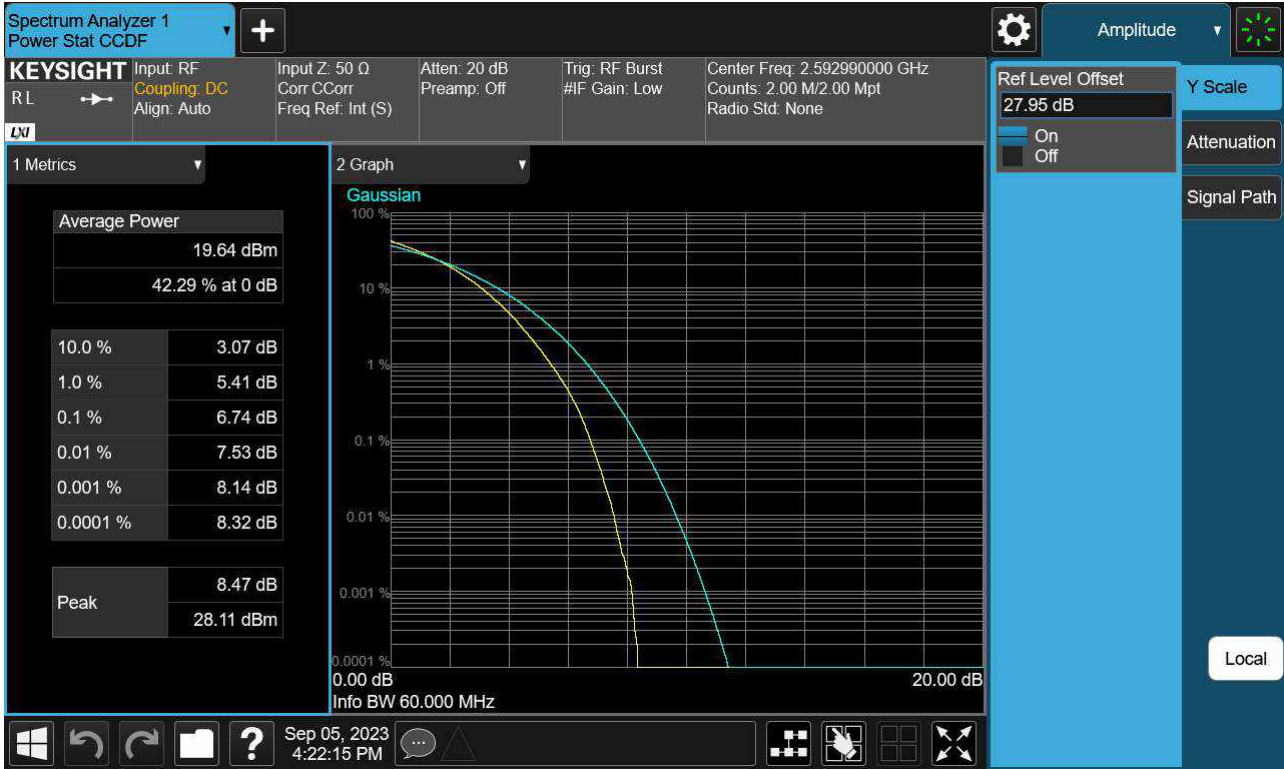 Spectrum Analyzer 1
Power Stat CCDF
Amplitude
KEYSIGHT
RL
LXI
Input: RF
Coupling: DC
Align: Auto
Input Z: 50 Ω
Corr CCorr
Freq Ref: Int (S)
Atten: 20 dB
Preamp: Off
Trig: RF Burst
#IF Gain: Low
Center Freq: 2.592990000 GHz
Counts: 2.00 M/2.00 Mpt
Radio Std: None
Ref Level Offset
27.95 dB
On
Off
Y Scale
Attenuation
Signal Path
Local
1 Metrics
Average Power
19.64 dBm
42.29 % at 0 dB
10.0 % 3.07 dB
1.0 % 5.41 dB
0.1 % 6.74 dB
0.01 % 7.53 dB
0.001 % 8.14 dB
0.0001 % 8.32 dB
Peak
8.47 dB
28.11 dBm
2 Graph
Gaussian
100 %
10 %
1 %
0.1 %
0.01 %
0.001 %
0.0001 %
0.00 dB 20.00 dB
Info BW 60.000 MHz
?
Sep 05, 2023
4:22:15 PM